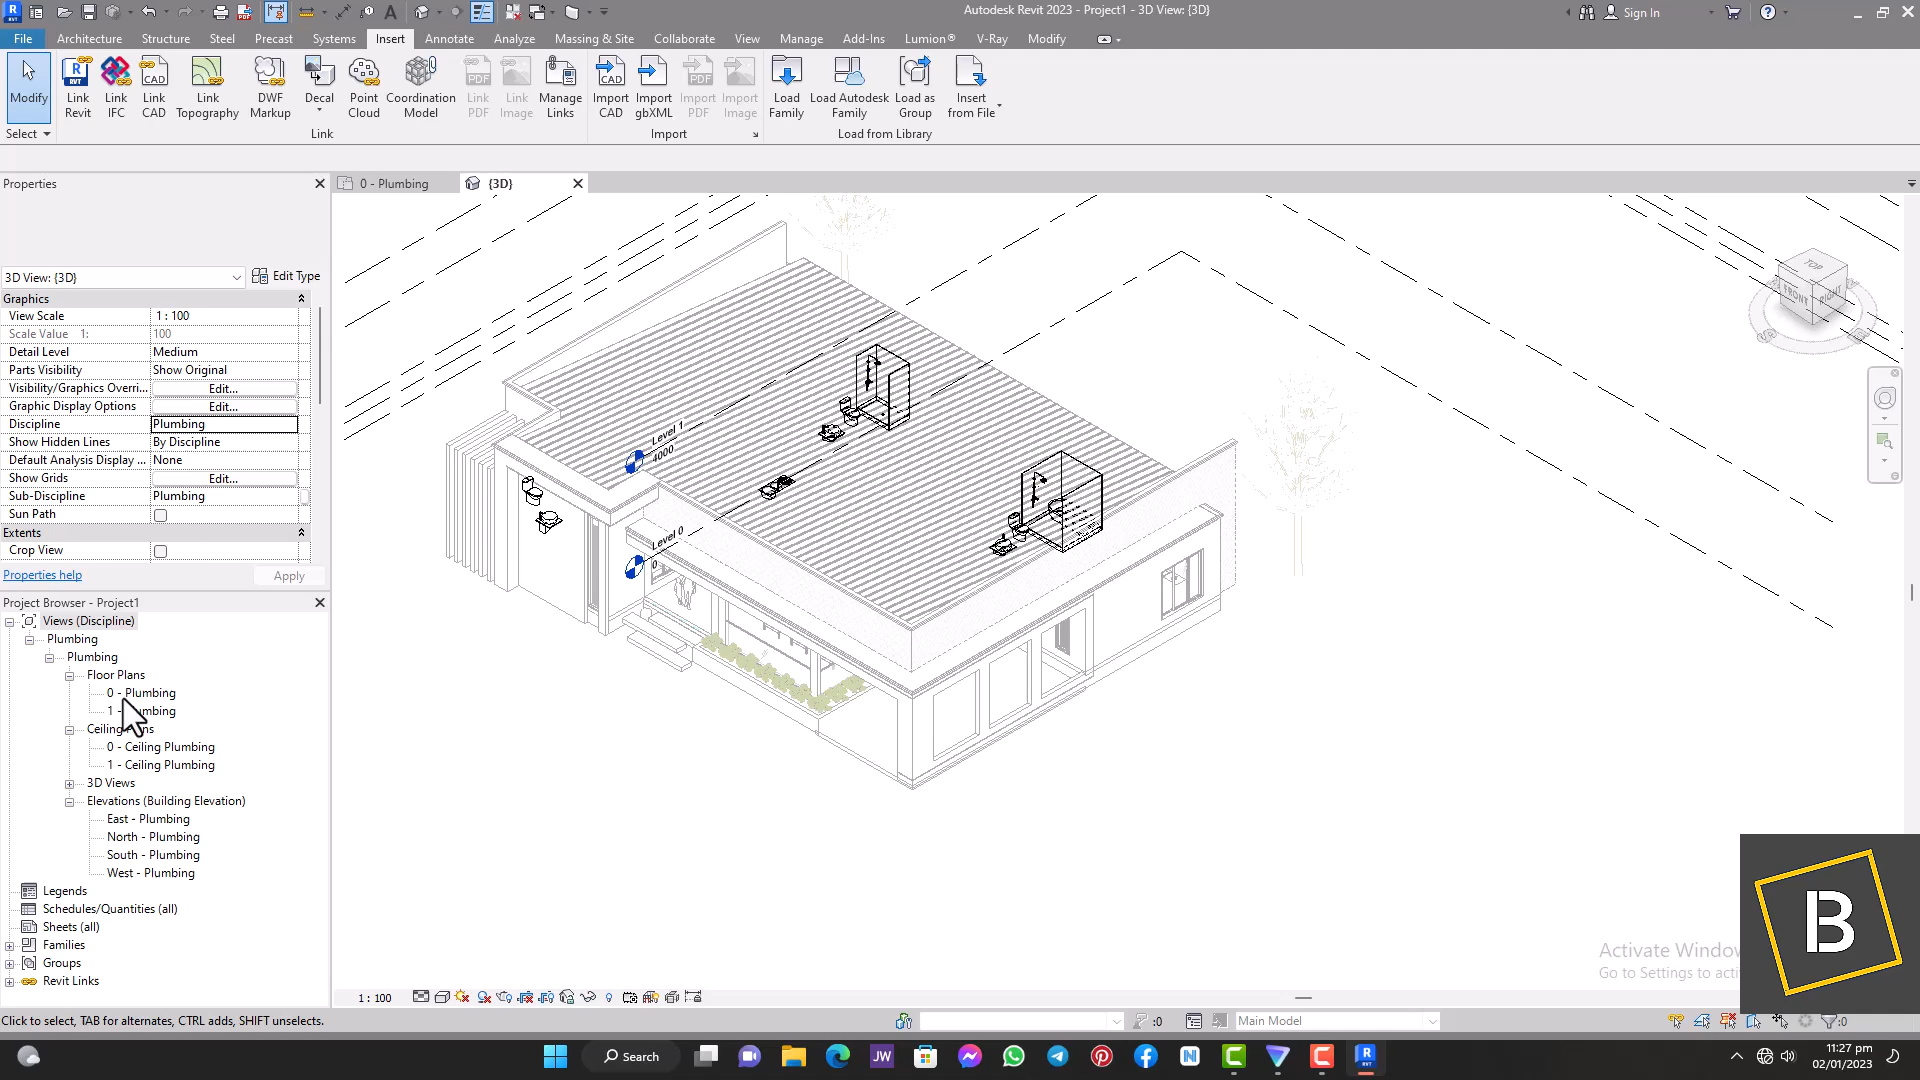 Autodesk Revit 2023 - Project1 - 3D View: {3D}
Sign In
File Architecture Structure Steel Precast Systems Insert Annotate Analyze Massing & Site Collaborate View Manage Add-Ins Lumion® V-Ray Modify
Modify
Link Revit
Link IFC
Link CAD
Link Topography
DWF Markup
Decal
Point Cloud
Coordination Model
Link PDF
Link Image
Manage Links
Import CAD
Import gbXML
Import PDF
Import Image
Load Family
Load Autodesk Family
Load as Group
Insert from File
Select Link Import Load from Library
Properties
0 - Plumbing
{3D}
3D View: {3D}
Edit Type
Graphics
View Scale 1 : 100
Scale Value 1: 100
Detail Level Medium
Parts Visibility Show Original
Visibility/Graphics Overri... Edit...
Graphic Display Options Edit...
Discipline Plumbing
Show Hidden Lines By Discipline
Default Analysis Display ... None
Show Grids Edit...
Sub-Discipline Plumbing
Sun Path
Extents
Crop View
Properties help
Apply
Project Browser - Project1
Views (Discipline)
Plumbing
Plumbing
Floor Plans
0 - Plumbing
Ceiling
0 - Ceiling Plumbing
1 - Ceiling Plumbing
3D Views
Elevations (Building Elevation)
East - Plumbing
North - Plumbing
South - Plumbing
West - Plumbing
Legends
Schedules/Quantities (all)
Sheets (all)
Families
Groups
Revit Links
Level 1
4000
Level 0
0
TOP
FRONT
RIGHT
Activate Window
Go to Settings to acti
B
1 : 100
Click to select, TAB for alternates, CTRL adds, SHIFT unselects.
:0
Main Model
:0
Search
JW
11:27 pm
02/01/2023